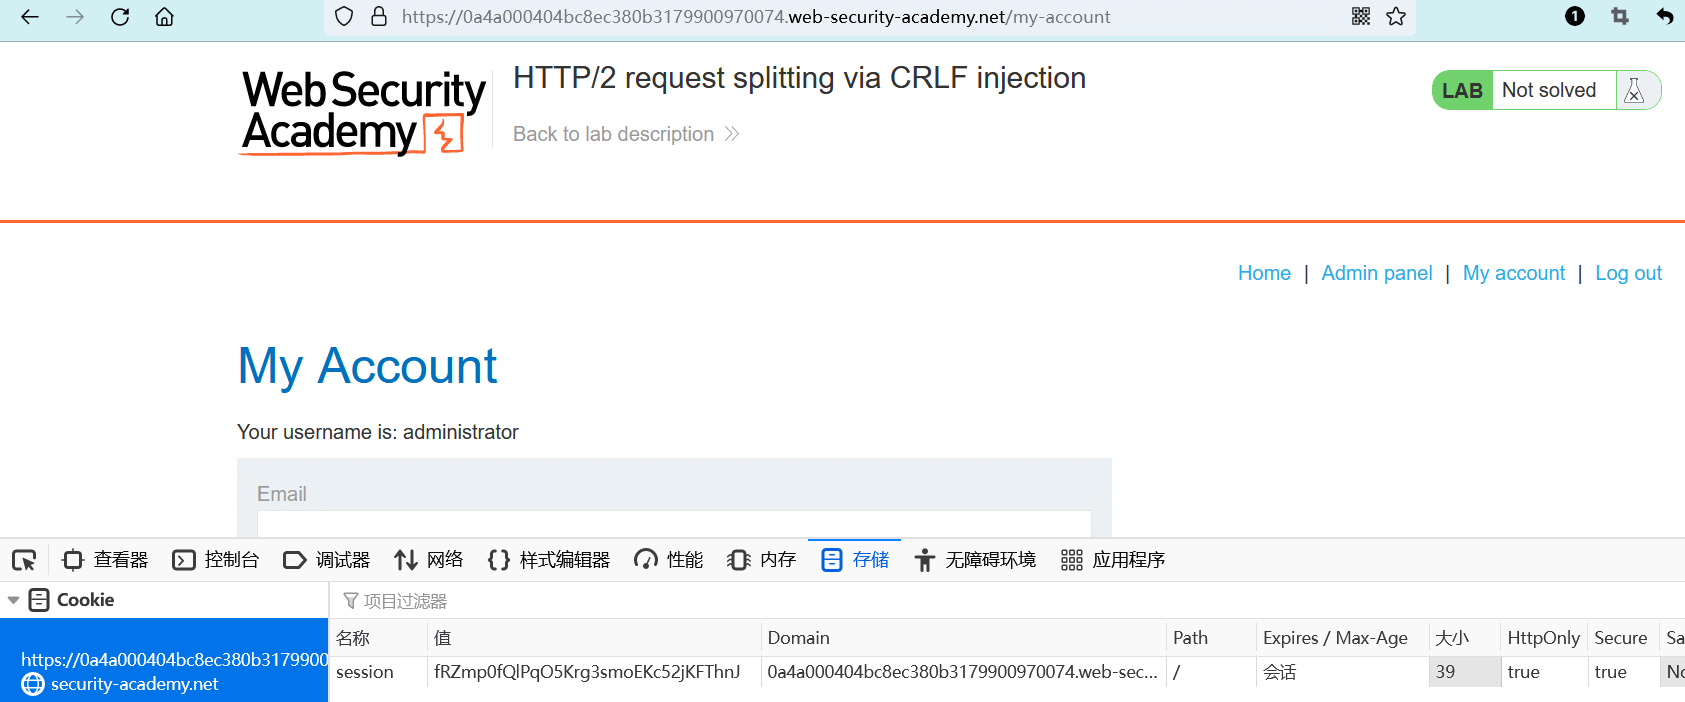 https://0a4a000404bc8ec380b3179900970074.web-security-academy.net/my-account
1
Web Security
Academy
HTTP/2 request splitting via CRLF injection
Back to lab description
LAB Not solved
Home | Admin panel | My account | Log out
My Account
Your username is: administrator
Email
查看器 控制台 调试器 网络 样式编辑器 性能 内存 存储 无障碍环境 应用程序
Cookie
项目过滤器
名称 值 Domain Path Expires / Max-Age 大小 HttpOnly Secure Sa
https://0a4a000404bc8ec380b3179900
security-academy.net
session fRZmp0fQlPqO5Krg3smoEKc52jKFThnJ 0a4a000404bc8ec380b3179900970074.web-sec... / 会话 39 true true No